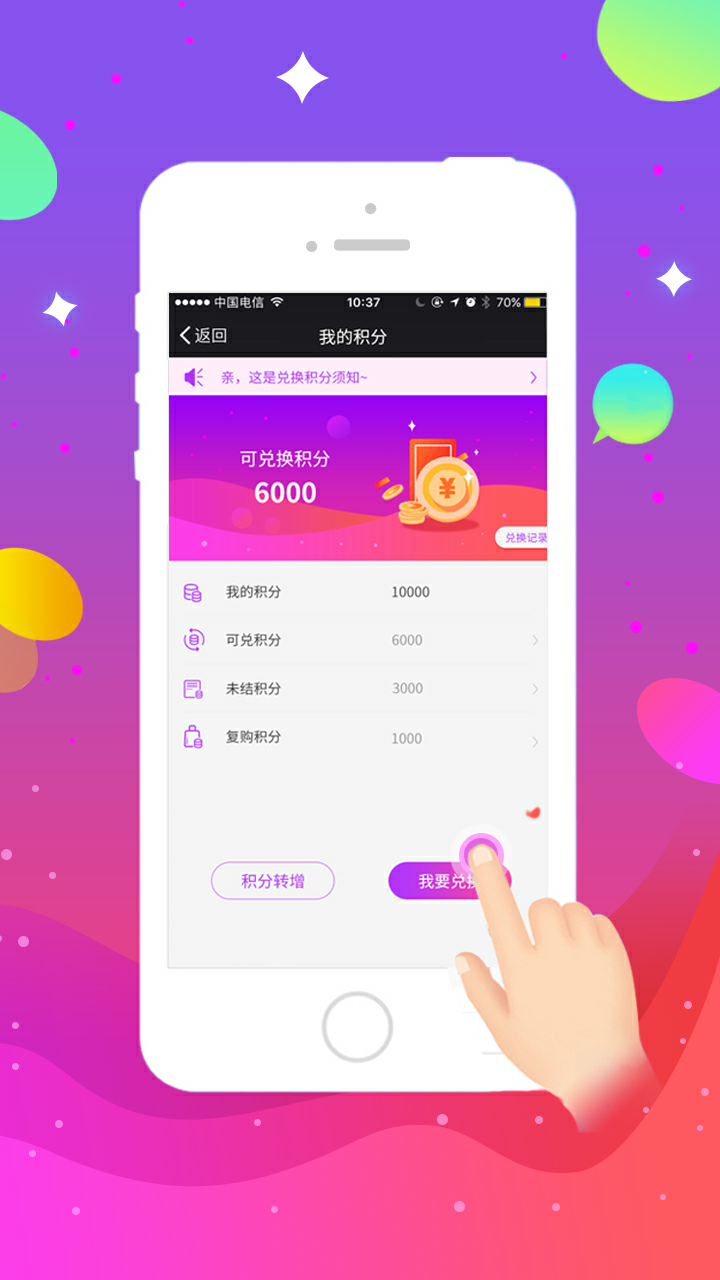 中国电信 10:37 70%
返回 我的积分
亲，这是兑换积分须知~
可兑换积分
6000
¥
兑换记录
我的积分 10000
可兑积分 6000
未结积分 3000
复购积分 1000
积分转增 我要兑换